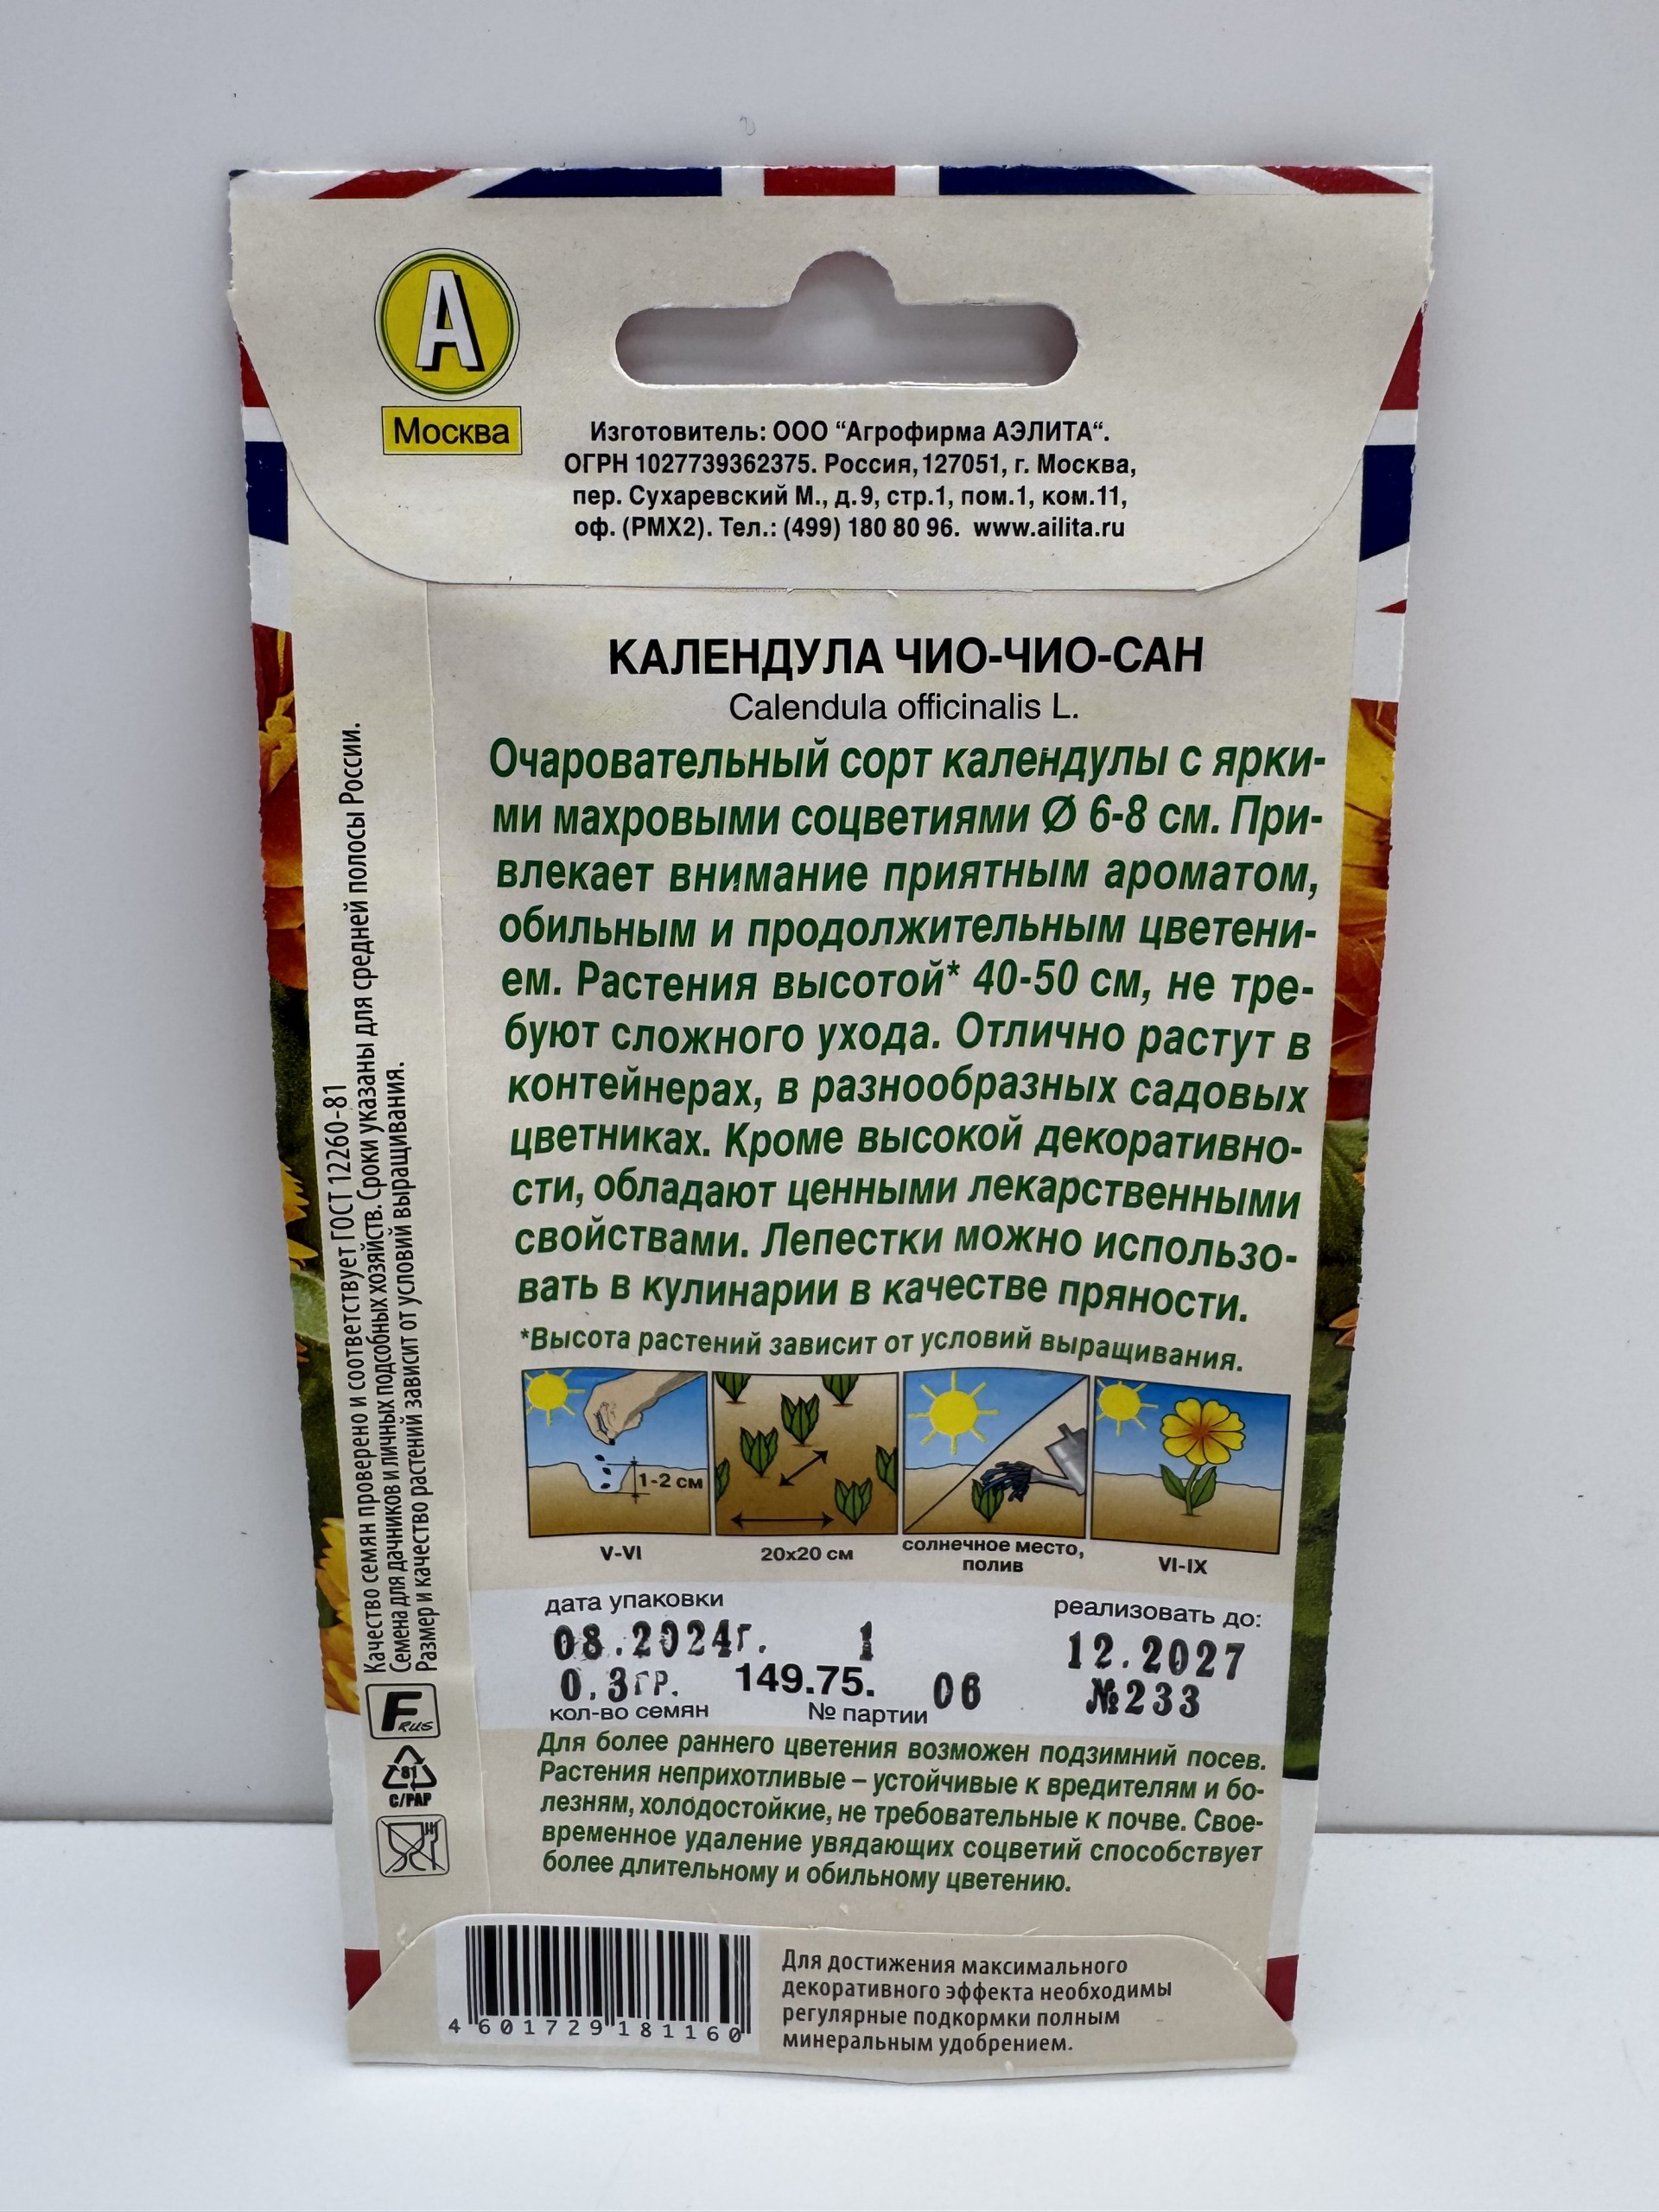 А
Москва
Изготовитель: ООО “Агрофирма АЭЛИТА“.
ОГРН 1027739362375. Россия, 127051, г. Москва,
пер. Сухаревский М., д.9, стр.1, пом.1, ком.11,
оф. (РМХ2). Тел.: (499) 180 80 96. www.ailita.ru
КАЛЕНДУЛА ЧИО-ЧИО-САН
Calendula officinalis L.
Очаровательный сорт календулы с ярки-
ми махровыми соцветиями Ø 6-8 см. При-
влекает внимание приятным ароматом,
обильным и продолжительным цветени-
ем. Растения высотой* 40-50 см, не тре-
буют сложного ухода. Отлично растут в
контейнерах, в разнообразных садовых
цветниках. Кроме высокой декоративно-
сти, обладают ценными лекарственными
свойствами. Лепестки можно использо-
вать в кулинарии в качестве пряности.
*Высота растений зависит от условий выращивания.
1-2 см
V-VI
20х20 см
солнечное место,
полив
VI-IX
дата упаковки
реализовать до:
08.2024г. 1
12.2027
0.3гр. 149.75. 06
№233
кол-во семян
№ партии
Для более раннего цветения возможен подзимний посев.
Растения неприхотливые – устойчивые к вредителям и бо-
лезням, холодостойкие, не требовательные к почве. Свое-
временное удаление увядающих соцветий способствует
более длительному и обильному цветению.
Качество семян проверено и соответствует ГОСТ 12260-81
Семена для дачников и личных подсобных хозяйств. Сроки указаны для средней полосы России.
Размер и качество растений зависит от условий выращивания.
F RUS
81
C/PAP
4 601729 181160
Для достижения максимального
декоративного эффекта необходимы
регулярные подкормки полным
минеральным удобрением.